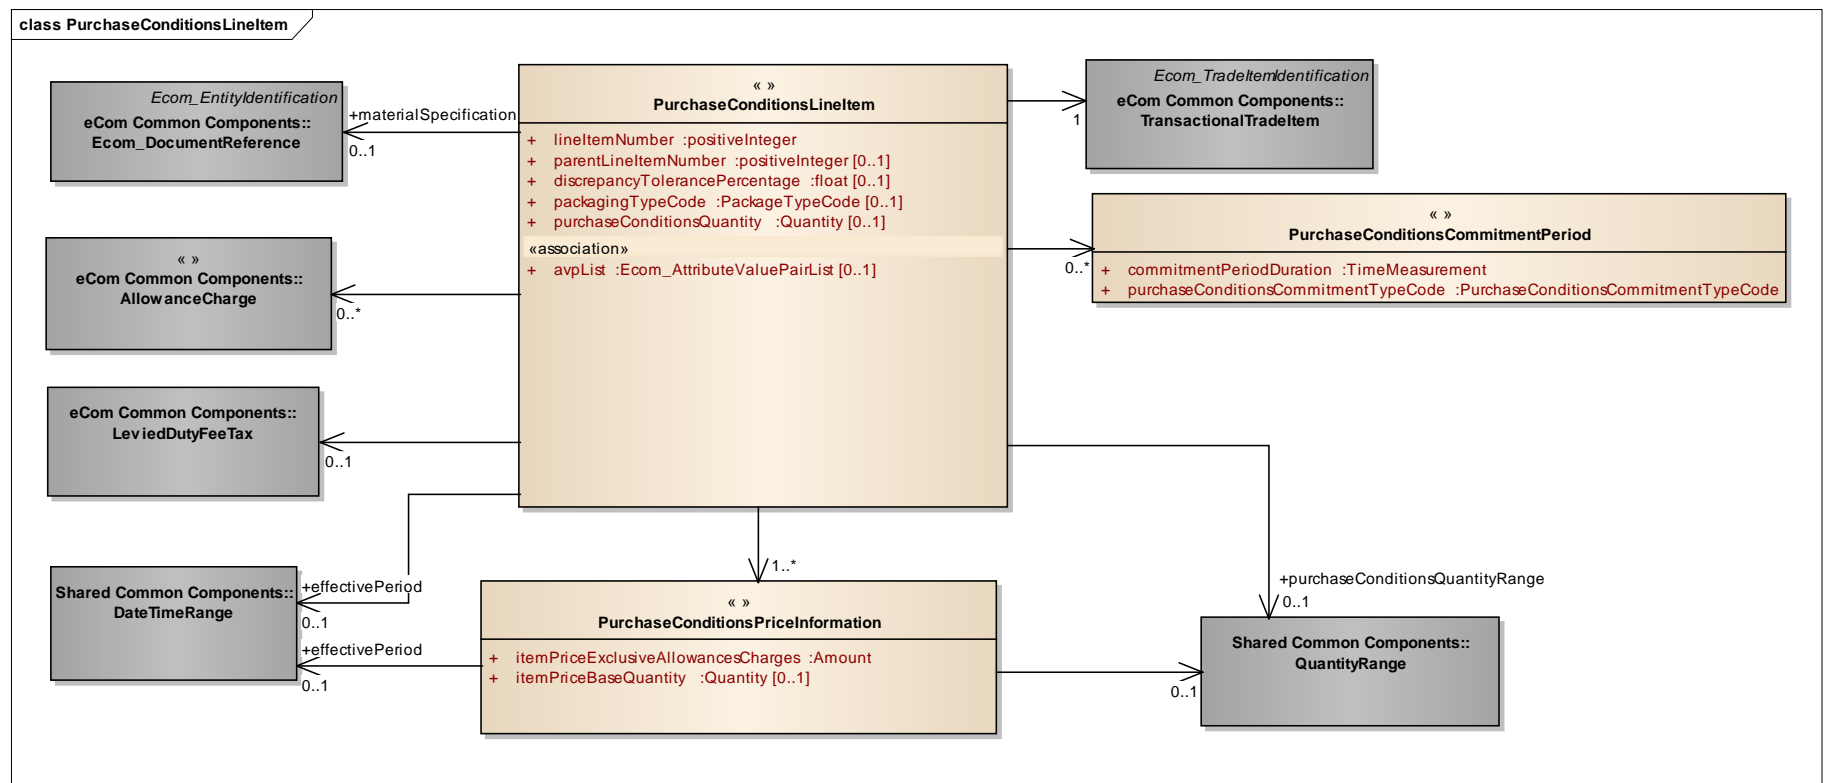 class PurchaseConditionsLineItem
Ecom_EntityIdentification
eCom Common Components::
Ecom_DocumentReference
+materialSpecification
0..1
« »
PurchaseConditionsLineItem
+ lineItemNumber :positiveInteger
+ parentLineItemNumber :positiveInteger [0..1]
+ discrepancyTolerancePercentage :float [0..1]
+ packagingTypeCode :PackageTypeCode [0..1]
+ purchaseConditionsQuantity :Quantity [0..1]
«association»
+ avpList :Ecom_AttributeValuePairList [0..1]
1
Ecom_TradeItemIdentification
eCom Common Components::
TransactionalTradeItem
0..*
« »
PurchaseConditionsCommitmentPeriod
+ commitmentPeriodDuration :TimeMeasurement
+ purchaseConditionsCommitmentTypeCode :PurchaseConditionsCommitmentTypeCode
« »
eCom Common Components::
AllowanceCharge
0..*
eCom Common Components::
LeviedDutyFeeTax
0..1
Shared Common Components::
DateTimeRange
+effectivePeriod
0..1
+effectivePeriod
0..1
1..*
« »
PurchaseConditionsPriceInformation
+ itemPriceExclusiveAllowancesCharges :Amount
+ itemPriceBaseQuantity :Quantity [0..1]
+purchaseConditionsQuantityRange
0..1
0..1
Shared Common Components::
QuantityRange